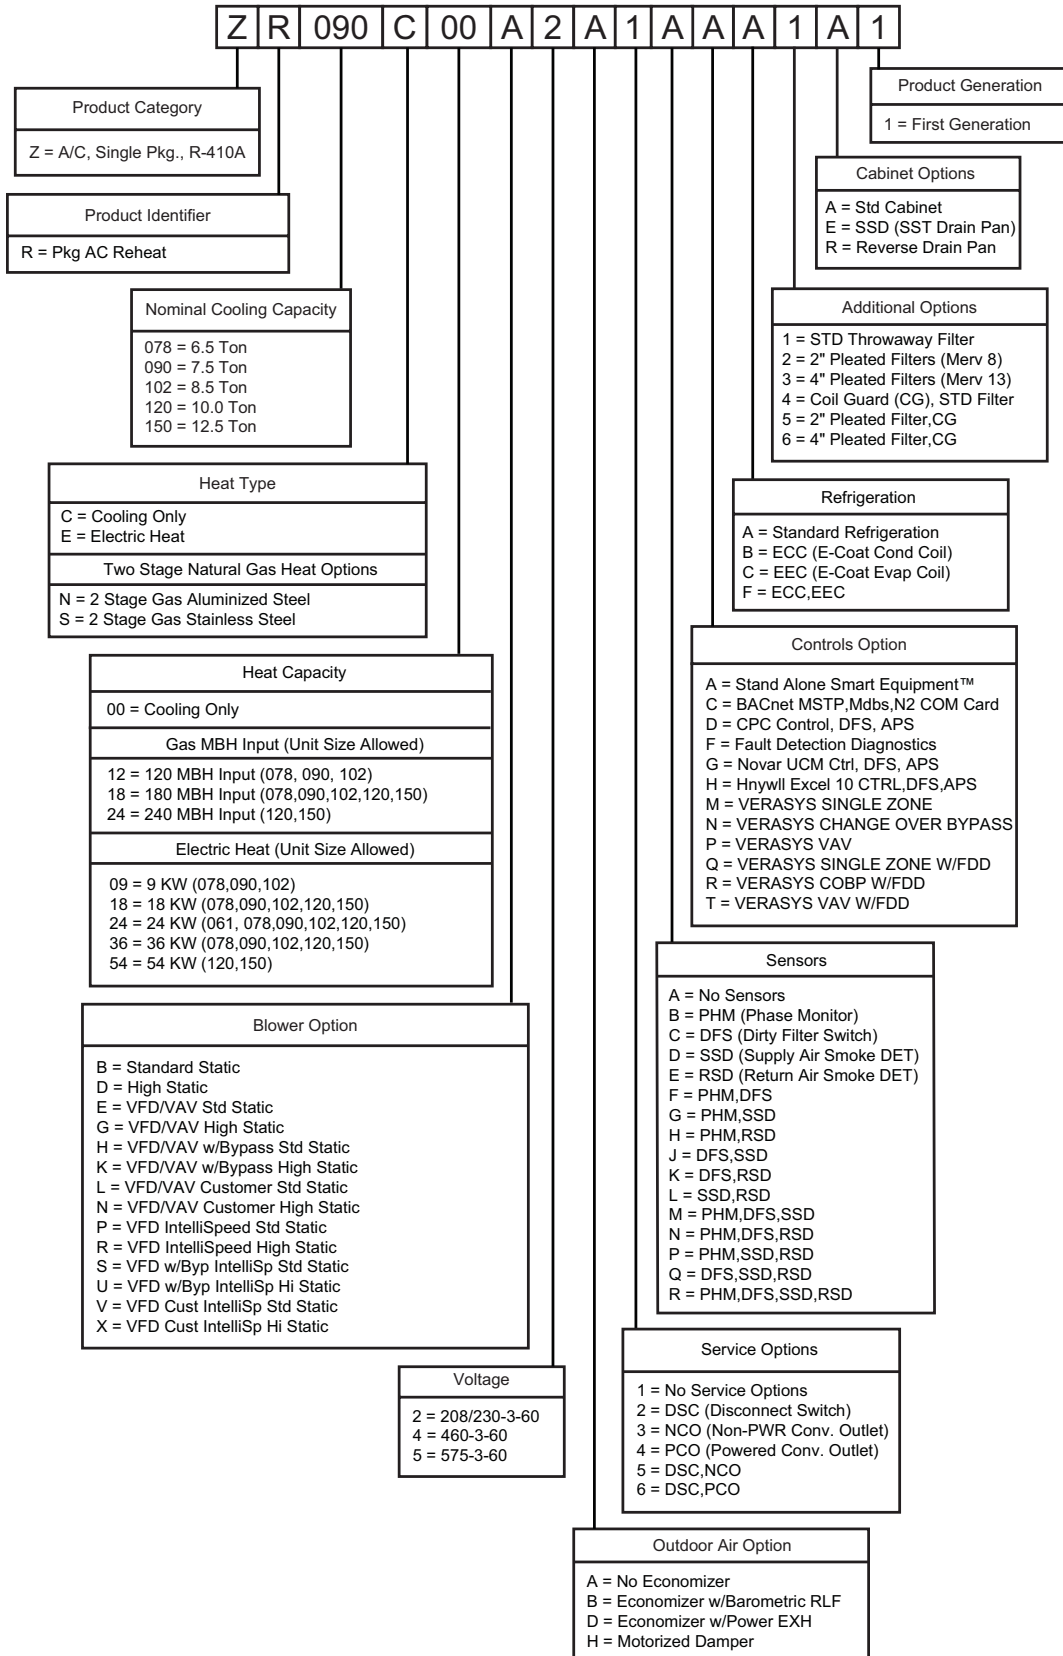 Z R 090 C 00 A 2 A 1 A A A 1 A 1
Product Category
Z = A/C, Single Pkg., R-410A
Product Identifier
R = Pkg AC Reheat
Nominal Cooling Capacity
078 = 6.5 Ton
090 = 7.5 Ton
102 = 8.5 Ton
120 = 10.0 Ton
150 = 12.5 Ton
Heat Type
C = Cooling Only
E = Electric Heat
Two Stage Natural Gas Heat Options
N = 2 Stage Gas Aluminized Steel
S = 2 Stage Gas Stainless Steel
Heat Capacity
00 = Cooling Only
Gas MBH Input (Unit Size Allowed)
12 = 120 MBH Input (078, 090, 102)
18 = 180 MBH Input (078,090,102,120,150)
24 = 240 MBH Input (120,150)
Electric Heat (Unit Size Allowed)
09 = 9 KW (078,090,102)
18 = 18 KW (078,090,102,120,150)
24 = 24 KW (061, 078,090,102,120,150)
36 = 36 KW (078,090,102,120,150)
54 = 54 KW (120,150)
Blower Option
B = Standard Static
D = High Static
E = VFD/VAV Std Static
G = VFD/VAV High Static
H = VFD/VAV w/Bypass Std Static
K = VFD/VAV w/Bypass High Static
L = VFD/VAV Customer Std Static
N = VFD/VAV Customer High Static
P = VFD IntelliSpeed Std Static
R = VFD IntelliSpeed High Static
S = VFD w/Byp IntelliSp Std Static
U = VFD w/Byp IntelliSp Hi Static
V = VFD Cust IntelliSp Std Static
X = VFD Cust IntelliSp Hi Static
Voltage
2 = 208/230-3-60
4 = 460-3-60
5 = 575-3-60
Product Generation
1 = First Generation
Cabinet Options
A = Std Cabinet
E = SSD (SST Drain Pan)
R = Reverse Drain Pan
Additional Options
1 = STD Throwaway Filter
2 = 2" Pleated Filters (Merv 8)
3 = 4" Pleated Filters (Merv 13)
4 = Coil Guard (CG), STD Filter
5 = 2" Pleated Filter,CG
6 = 4" Pleated Filter,CG
Refrigeration
A = Standard Refrigeration
B = ECC (E-Coat Cond Coil)
C = EEC (E-Coat Evap Coil)
F = ECC,EEC
Controls Option
A = Stand Alone Smart Equipment™
C = BACnet MSTP,Mdbs,N2 COM Card
D = CPC Control, DFS, APS
F = Fault Detection Diagnostics
G = Novar UCM Ctrl, DFS, APS
H = Hnywll Excel 10 CTRL,DFS,APS
M = VERASYS SINGLE ZONE
N = VERASYS CHANGE OVER BYPASS
P = VERASYS VAV
Q = VERASYS SINGLE ZONE W/FDD
R = VERASYS COBP W/FDD
T = VERASYS VAV W/FDD
Sensors
A = No Sensors
B = PHM (Phase Monitor)
C = DFS (Dirty Filter Switch)
D = SSD (Supply Air Smoke DET)
E = RSD (Return Air Smoke DET)
F = PHM,DFS
G = PHM,SSD
H = PHM,RSD
J = DFS,SSD
K = DFS,RSD
L = SSD,RSD
M = PHM,DFS,SSD
N = PHM,DFS,RSD
P = PHM,SSD,RSD
Q = DFS,SSD,RSD
R = PHM,DFS,SSD,RSD
Service Options
1 = No Service Options
2 = DSC (Disconnect Switch)
3 = NCO (Non-PWR Conv. Outlet)
4 = PCO (Powered Conv. Outlet)
5 = DSC,NCO
6 = DSC,PCO
Outdoor Air Option
A = No Economizer
B = Economizer w/Barometric RLF
D = Economizer w/Power EXH
H = Motorized Damper